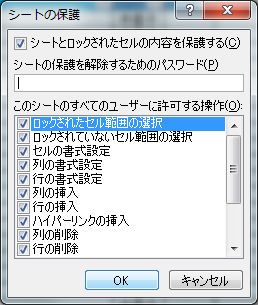 シートの保護
シートとロックされたセルの内容を保護する(C)
シートの保護を解除するためのパスワード(P)
このシートのすべてのユーザーに許可する操作(O):
ロックされたセル範囲の選択
ロックされていないセル範囲の選択
セルの書式設定
列の書式設定
行の書式設定
列の挿入
行の挿入
ハイパーリンクの挿入
列の削除
行の削除
OK
キャンセル